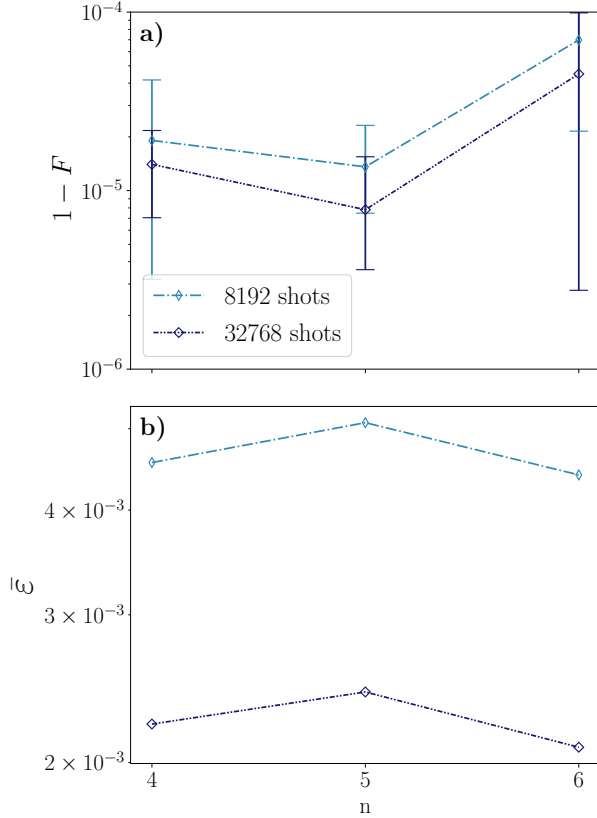 a)
10⁻⁴
10⁻⁵
10⁻⁶
1 − F
8192 shots
32768 shots
b)
4 × 10⁻³
3 × 10⁻³
2 × 10⁻³
ε̄
4 5 6
n